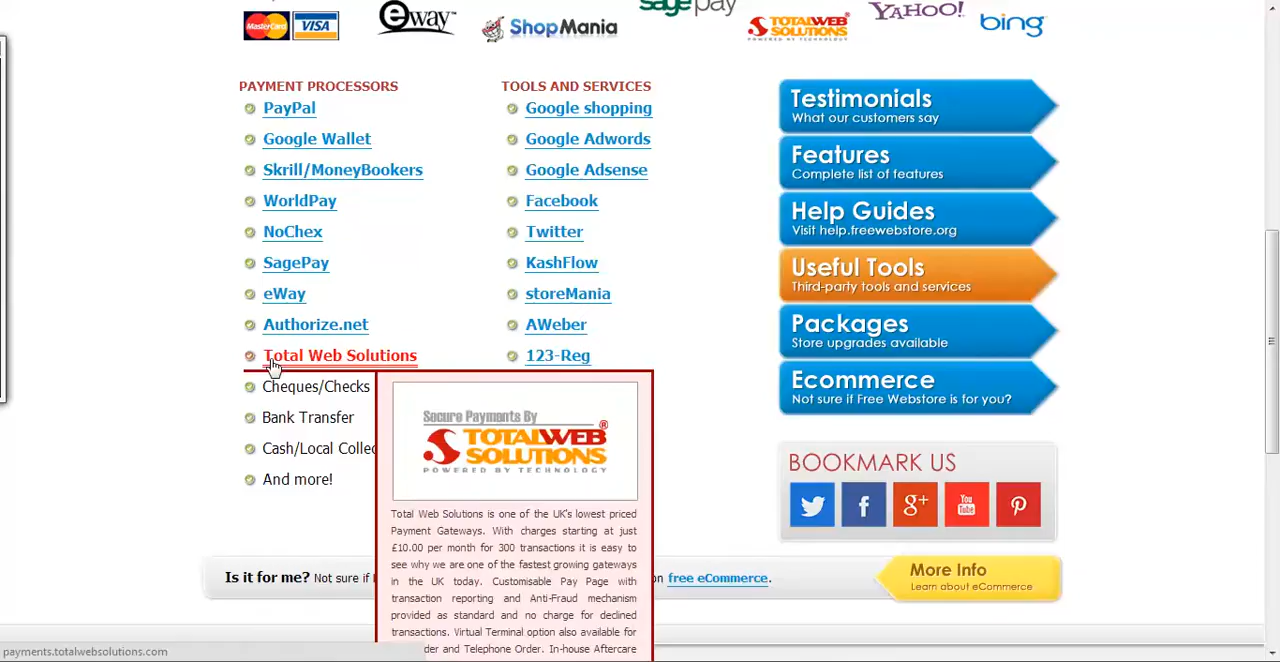 MasterCard VISA
eway™
ShopMania
sage pay
TOTALWEB
SOLUTIONS
POWERED BY TECHNOLOGY
YAHOO!
bing
PAYMENT PROCESSORS
PayPal
Google Wallet
Skrill/MoneyBookers
WorldPay
NoChex
SagePay
eWay
Authorize.net
Total Web Solutions
Cheques/Checks
Bank Transfer
Cash/Local
And more!
TOOLS AND SERVICES
Google shopping
Google Adwords
Google Adsense
Facebook
Twitter
KashFlow
storeMania
AWeber
123-Reg
Secure Payments By
TOTALWEB®
SOLUTIONS
POWERED BY TECHNOLOGY
Total Web Solutions is one of the UK's lowest priced
Payment Gateways. With charges starting at just
£10.00 per month for 300 transactions it is easy to
see why we are one of the fastest growing gateways
in the UK today. Customisable Pay Page with
transaction reporting and Anti-Fraud mechanism
provided as standard and no charge for declined
transactions. Virtual Terminal option also available for
and Telephone Order. In-house Aftercare
Testimonials
What our customers say
Features
Complete list of features
Help Guides
Visit help.freewebstore.org
Useful Tools
Third-party tools and services
Packages
Store upgrades available
Ecommerce
Not sure if Free Webstore is for you?
BOOKMARK US
f
g+
You Tube
Is it for me? Not sure if
on free eCommerce.
More Info
Learn about eCommerce
payments.totalwebsolutions.com